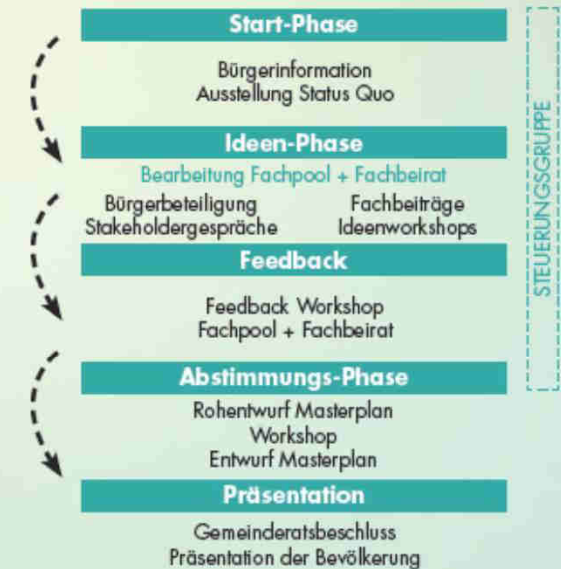 Start-Phase
Bürgerinformation
Ausstellung Status Quo
Ideen-Phase
Bearbeitung Fachpool + Fachbeirat
Bürgerbeteiligung
Stakeholdergespräche
Fachbeiträge
Ideenworkshops
Feedback
Feedback Workshop
Fachpool + Fachbeirat
Abstimmungs-Phase
Rohentwurf Masterplan
Workshop
Entwurf Masterplan
Präsentation
Gemeinderatsbeschluss
Präsentation der Bevölkerung
STEUERUNGSGRUPPE